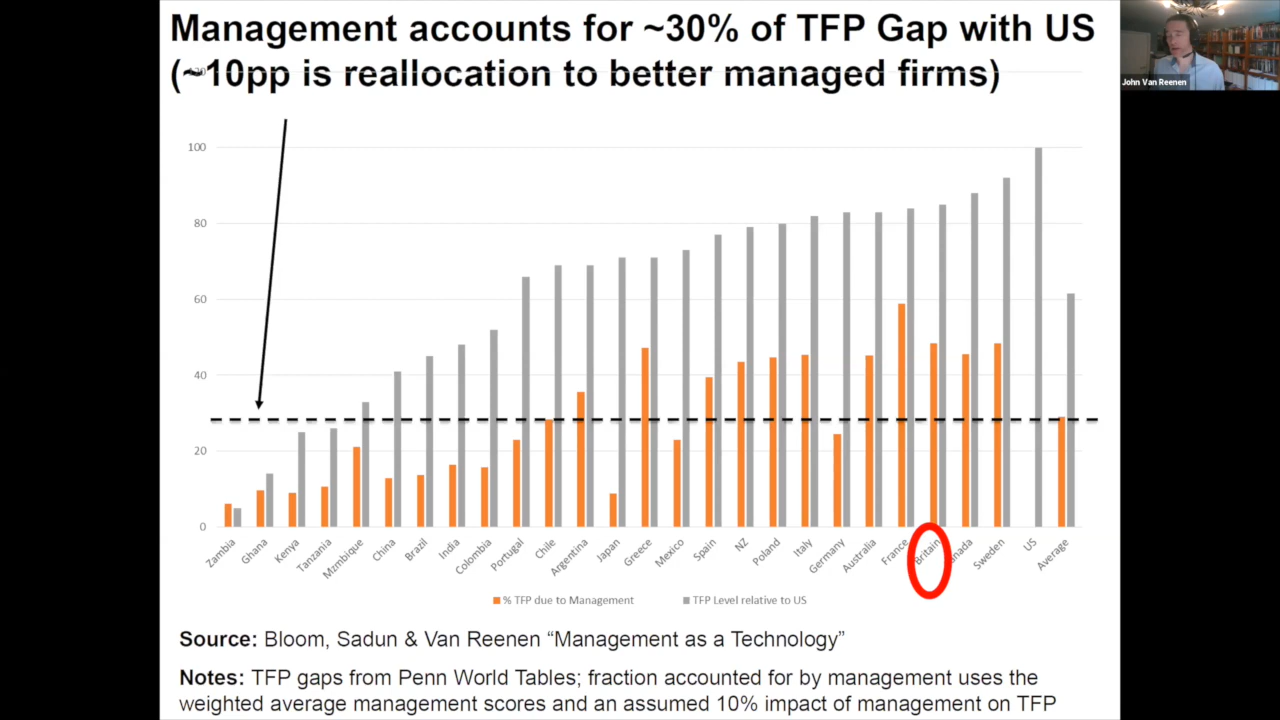 Management accounts for ~30% of TFP Gap with US
(~10pp is reallocation to better managed firms)
John Van Reenen
120
100
80
60
40
20
0
Zambia
Ghana
Kenya
Tanzania
Mzmbique
China
Brazil
India
Colombia
Portugal
Chile
Argentina
Japan
Greece
Mexico
Spain
NZ
Poland
Italy
Germany
Australia
France
Britain
anada
Sweden
US
Average
% TFP due to Management
TFP Level relative to US
Source: Bloom, Sadun & Van Reenen “Management as a Technology”
Notes: TFP gaps from Penn World Tables; fraction accounted for by management uses the
weighted average management scores and an assumed 10% impact of management on TFP